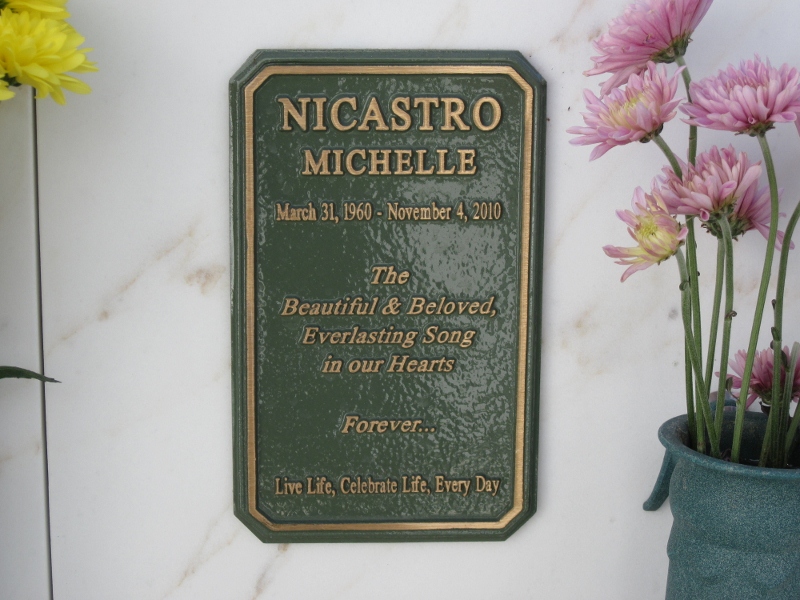 NICASTRO
MICHELLE
March 31, 1960 - November 4, 2010
The
Beautiful & Beloved,
Everlasting Song
in our Hearts
Forever...
Live Life, Celebrate Life, Every Day